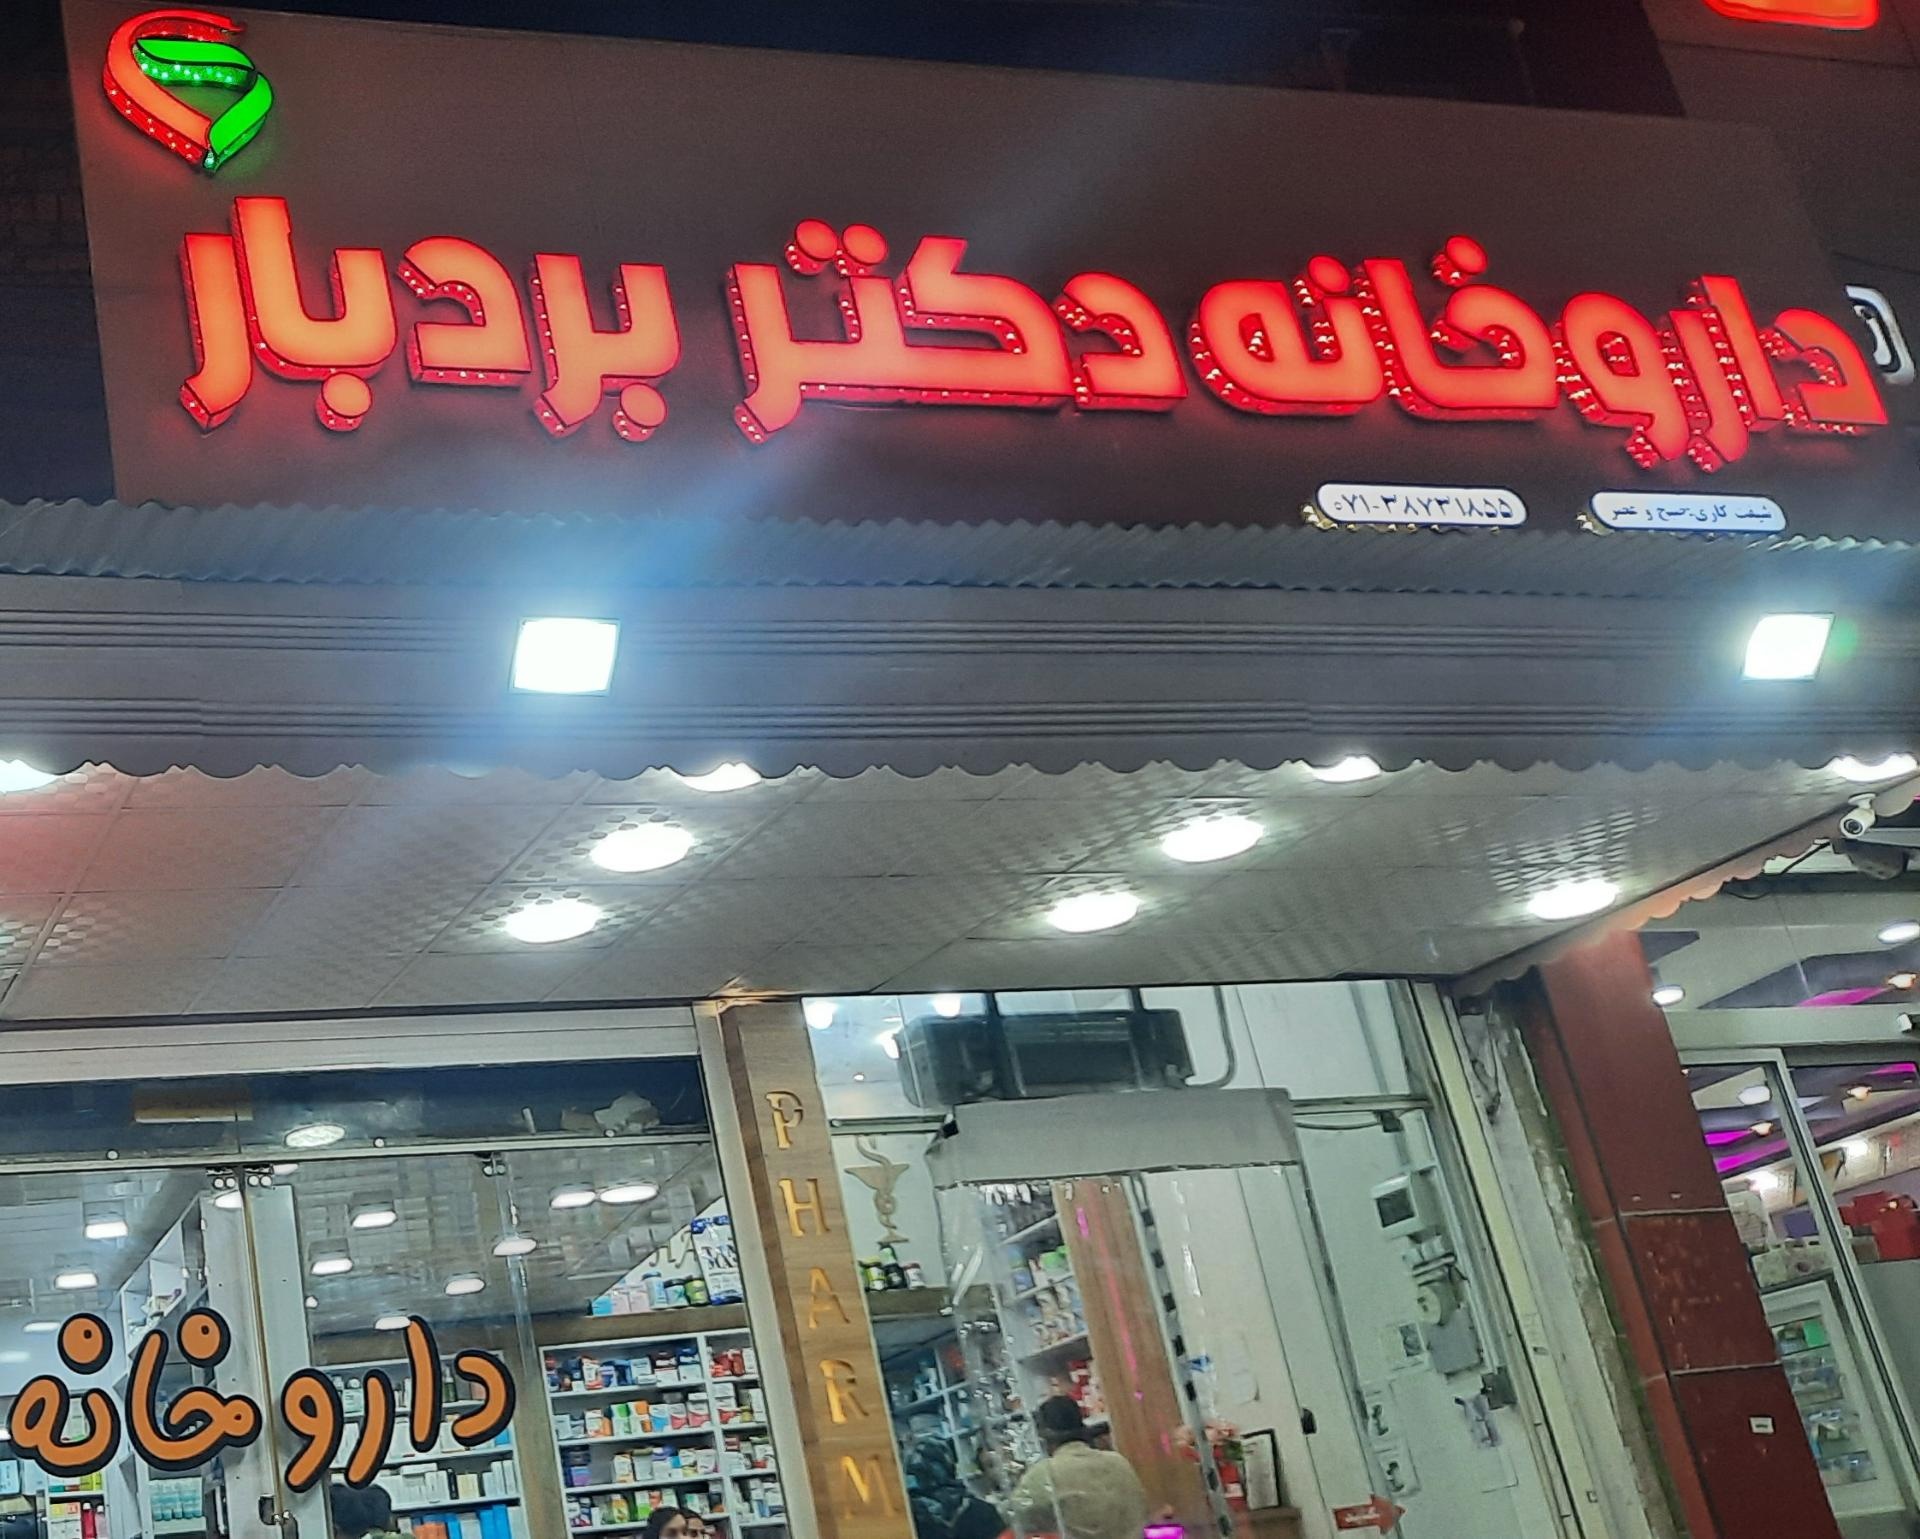 داروخانه دکتر بردبار
شیفت کاری: صبح و عصر
۰۷۱-۳۸۷۳۱۸۵۵
PHARM
داروخانه